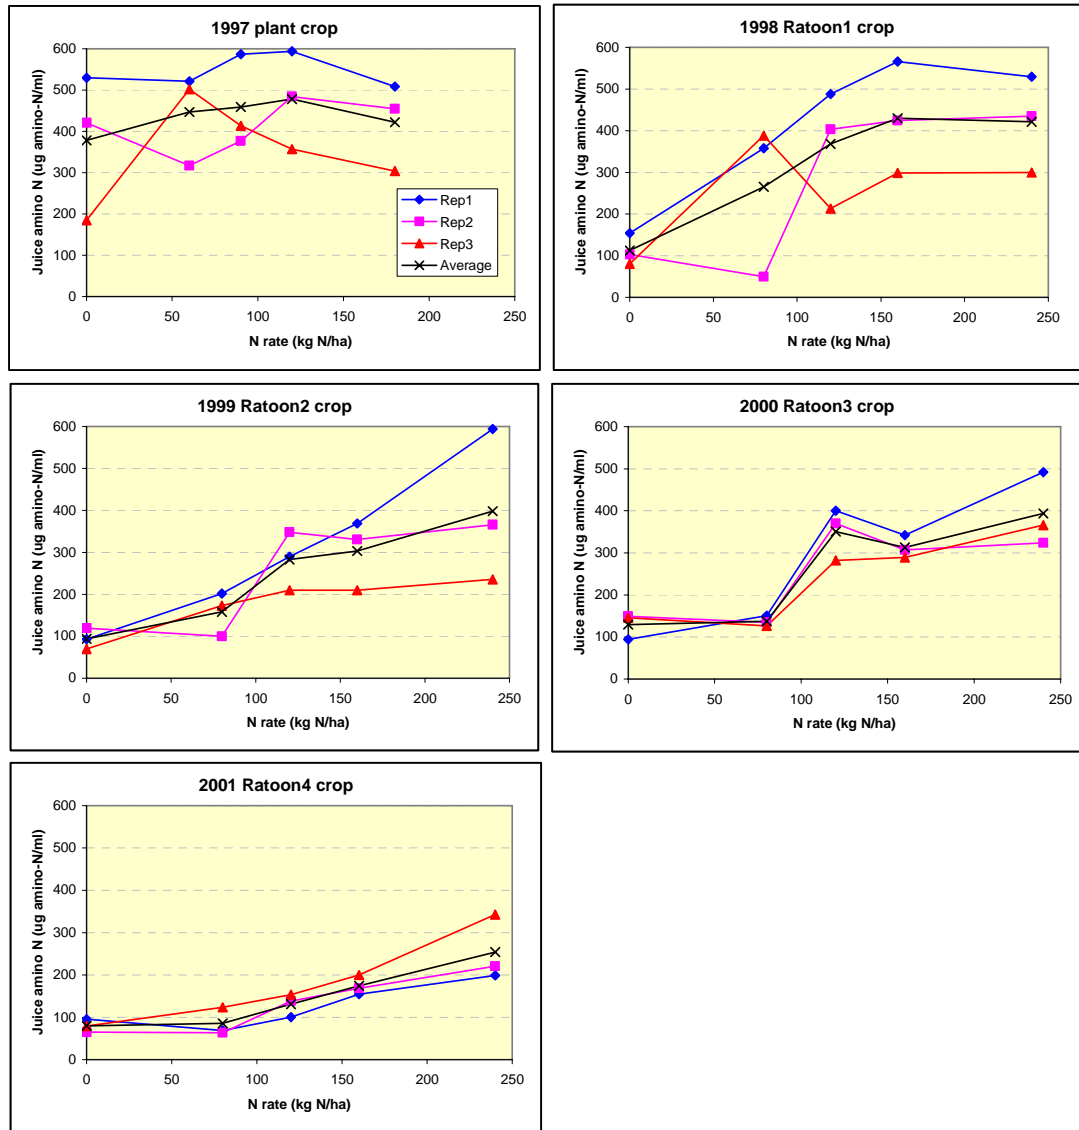 1997 plant crop
Juice amino N (ug amino-N/ml)
600
500
400
300
200
100
0
0 50 100 150 200 250
N rate (kg N/ha)
Rep1
Rep2
Rep3
Average
1998 Ratoon1 crop
Juice amino N (ug amino-N/ml)
600
500
400
300
200
100
0
0 50 100 150 200 250
N rate (kg N/ha)
1999 Ratoon2 crop
Juice amino N (ug amino-N/ml)
600
500
400
300
200
100
0
0 50 100 150 200 250
N rate (kg N/ha)
2000 Ratoon3 crop
Juice amino N (ug amino-N/ml)
600
500
400
300
200
100
0
0 50 100 150 200 250
N rate (kg N/ha)
2001 Ratoon4 crop
Juice amino N (ug amino-N/ml)
600
500
400
300
200
100
0
0 50 100 150 200 250
N rate (kg N/ha)